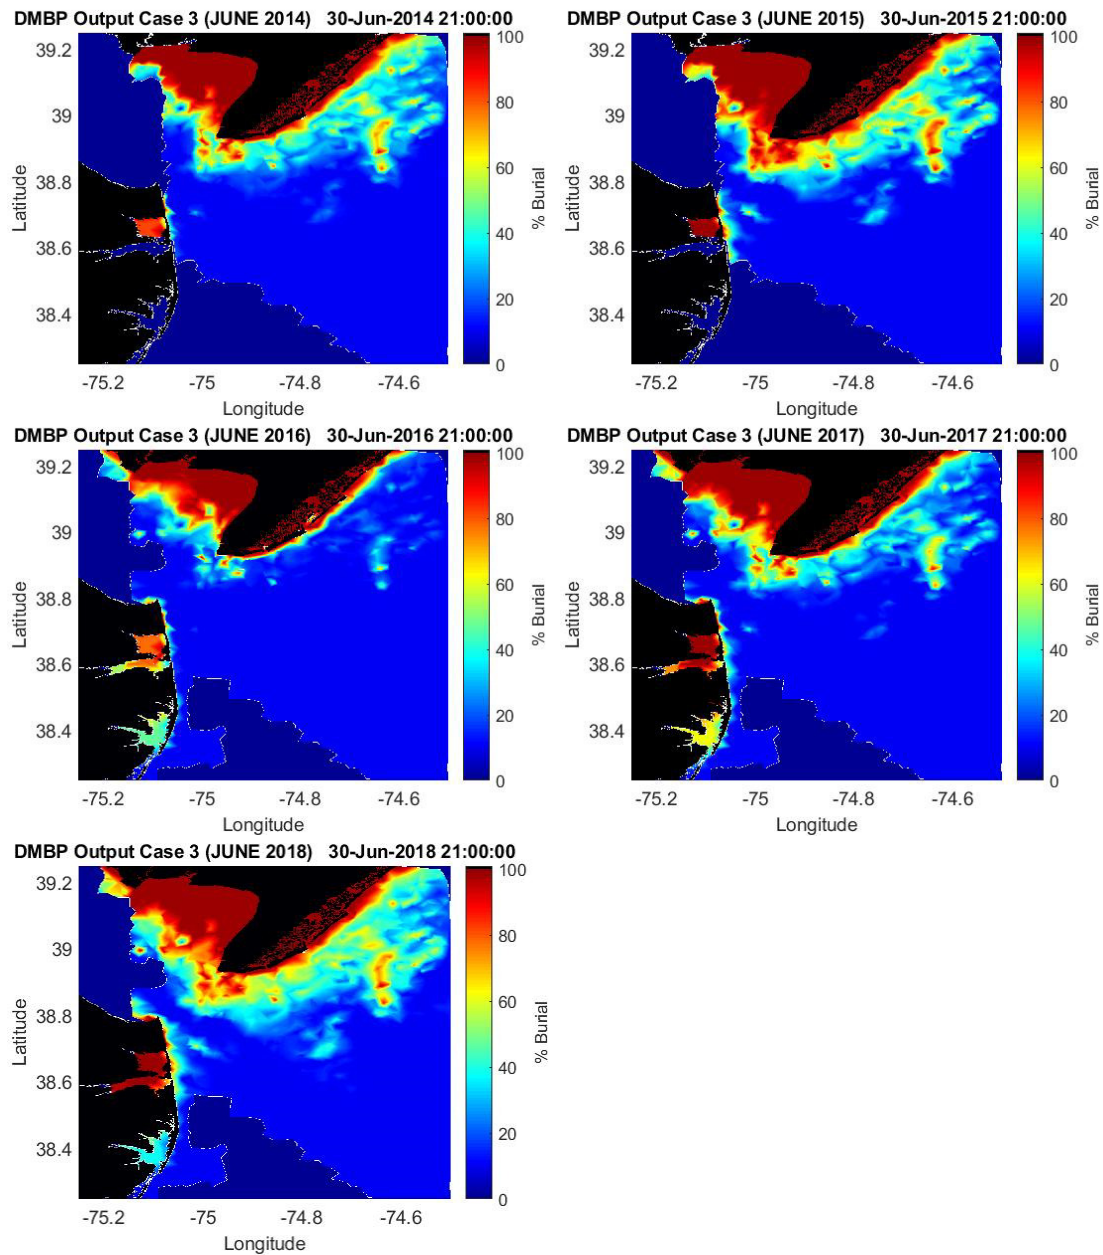 DMBP Output Case 3 (JUNE 2014) 30-Jun-2014 21:00:00
39.2
39
38.8
38.6
38.4
Latitude
-75.2 -75 -74.8 -74.6
Longitude
100
80
60
40
20
0
% Burial
DMBP Output Case 3 (JUNE 2015) 30-Jun-2015 21:00:00
39.2
39
38.8
38.6
38.4
Latitude
-75.2 -75 -74.8 -74.6
Longitude
100
80
60
40
20
0
% Burial
DMBP Output Case 3 (JUNE 2016) 30-Jun-2016 21:00:00
39.2
39
38.8
38.6
38.4
Latitude
-75.2 -75 -74.8 -74.6
Longitude
100
80
60
40
20
0
% Burial
DMBP Output Case 3 (JUNE 2017) 30-Jun-2017 21:00:00
39.2
39
38.8
38.6
38.4
Latitude
-75.2 -75 -74.8 -74.6
Longitude
100
80
60
40
20
0
% Burial
DMBP Output Case 3 (JUNE 2018) 30-Jun-2018 21:00:00
39.2
39
38.8
38.6
38.4
Latitude
-75.2 -75 -74.8 -74.6
Longitude
100
80
60
40
20
0
% Burial